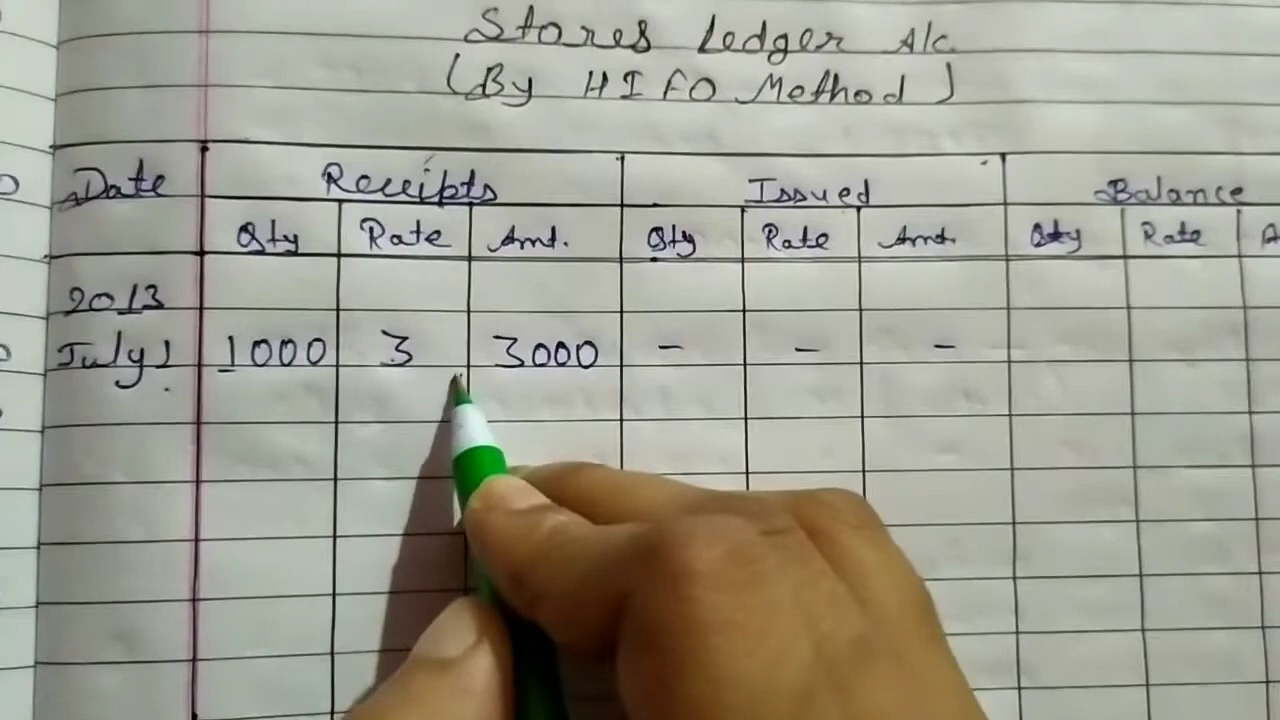 Stores Ledger A/c.
(By HIFO Method)
Date Receipts Issued Balance
Qty Rate Amt. Qty Rate Amt. Qty Rate A
2013
July 1 1000 3 3000 - - -